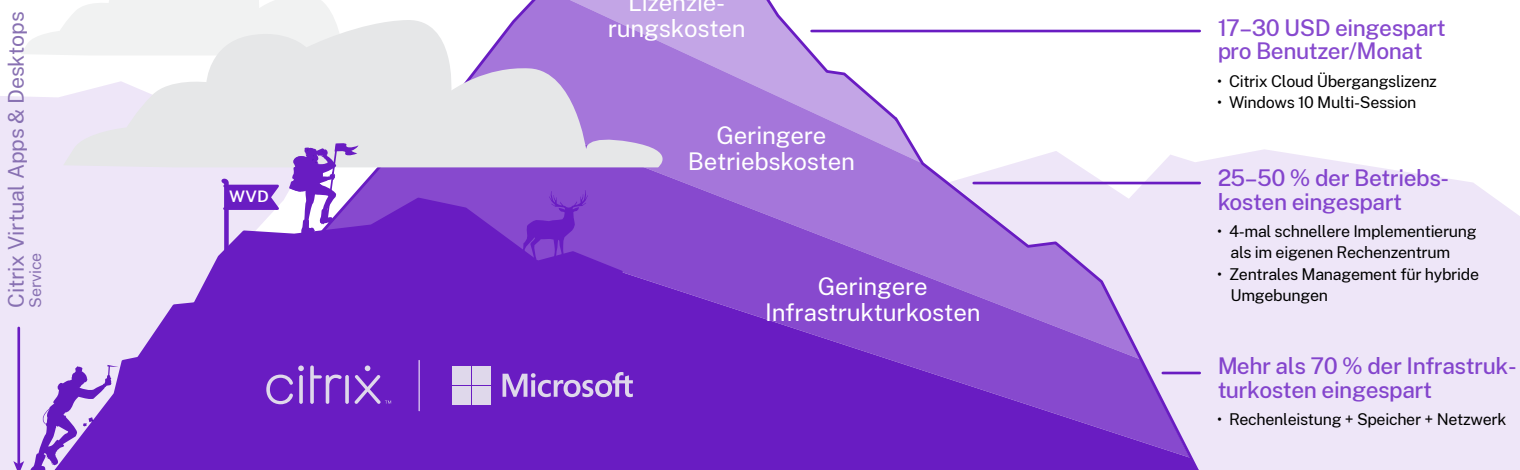 Citrix Virtual Apps & Desktops
Service
Lizenzie-
rungskosten
17–30 USD eingespart
pro Benutzer/Monat
• Citrix Cloud Übergangslizenz
• Windows 10 Multi-Session
Geringere
Betriebskosten
25–50 % der Betriebs-
kosten eingespart
• 4-mal schnellere Implementierung
als im eigenen Rechenzentrum
• Zentrales Management für hybride
Umgebungen
WVD
Geringere
Infrastrukturkosten
Mehr als 70 % der Infrastruk-
turkosten eingespart
• Rechenleistung + Speicher + Netzwerk
citrix™
Microsoft